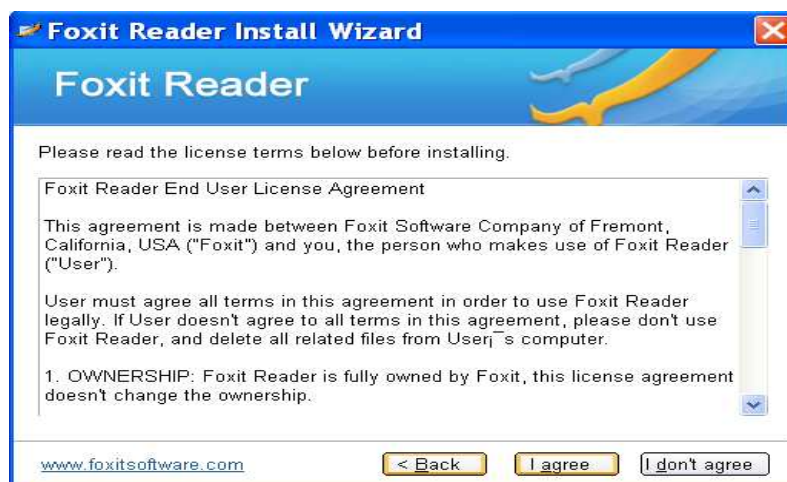 Foxit Reader Install Wizard
Foxit Reader
Please read the license terms below before installing.
Foxit Reader End User License Agreement
This agreement is made between Foxit Software Company of Fremont,
California, USA ("Foxit") and you, the person who makes use of Foxit Reader
("User").
User must agree all terms in this agreement in order to use Foxit Reader
legally. If User doesn't agree to all terms in this agreement, please don't use
Foxit Reader, and delete all related files from User¡¯s computer.
1. OWNERSHIP: Foxit Reader is fully owned by Foxit, this license agreement
doesn't change the ownership.
www.foxitsoftware.com
< Back
I agree
I don't agree